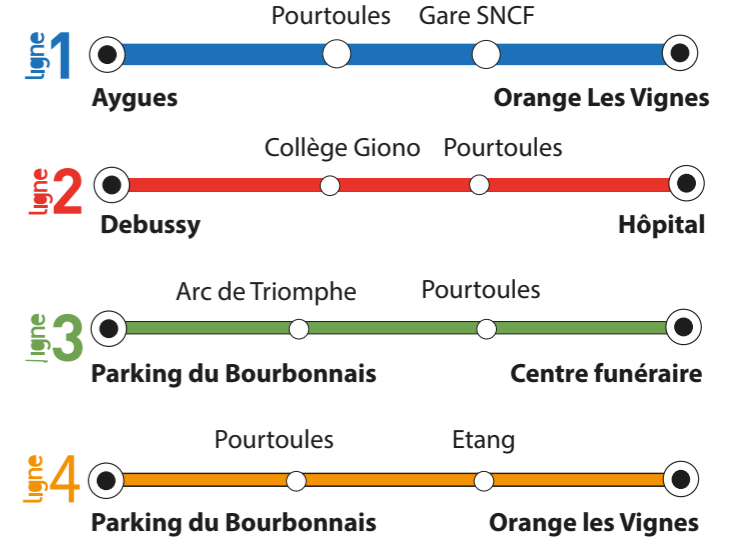 Pourtoules Gare SNCF
ligne 1
Aygues Orange Les Vignes
Collège Giono Pourtoules
ligne 2
Debussy Hôpital
Arc de Triomphe Pourtoules
ligne 3
Parking du Bourbonnais Centre funéraire
Pourtoules Etang
ligne 4
Parking du Bourbonnais Orange les Vignes